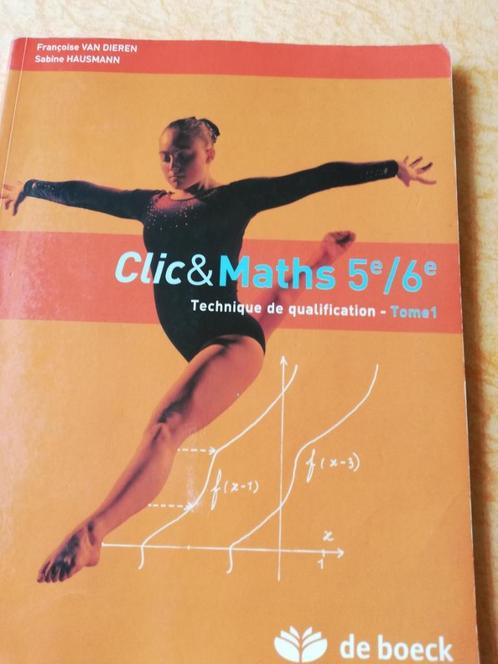 Françoise VAN DIEREN
Sabine HAUSMANN
Clic&Maths 5e/6e
Technique de qualification - Tome1
f(x-1)
f(x-3)
x
1
de boeck